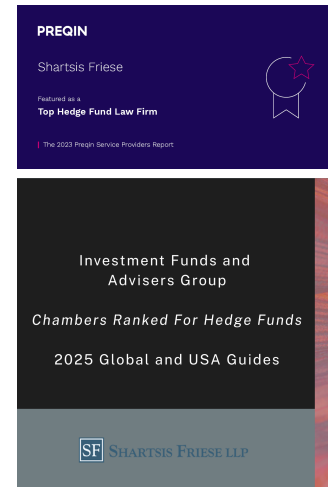 PREQIN
Shartsis Friese
Featured as a
Top Hedge Fund Law Firm
The 2023 Preqin Service Providers Report
Investment Funds and
Advisers Group
Chambers Ranked For Hedge Funds
2025 Global and USA Guides
SF SHARTSIS FRIESE LLP